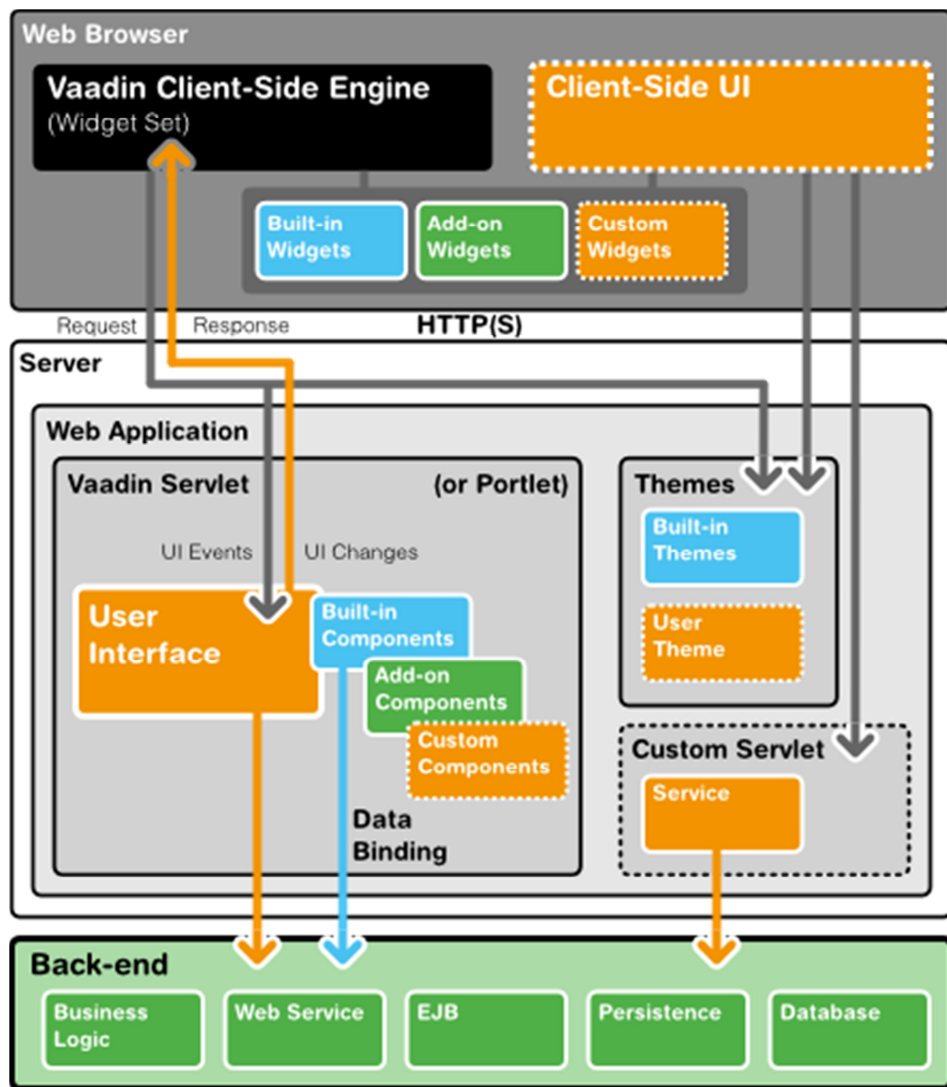 Web Browser
Vaadin Client-Side Engine
(Widget Set)
Client-Side UI
Built-in
Widgets
Add-on
Widgets
Custom
Widgets
Request
Response
HTTP(S)
Server
Web Application
Vaadin Servlet
(or Portlet)
UI Events
UI Changes
User
Interface
Built-in
Components
Add-on
Components
Custom
Components
Data
Binding
Themes
Built-in
Themes
User
Theme
Custom Servlet
Service
Back-end
Business
Logic
Web Service
EJB
Persistence
Database